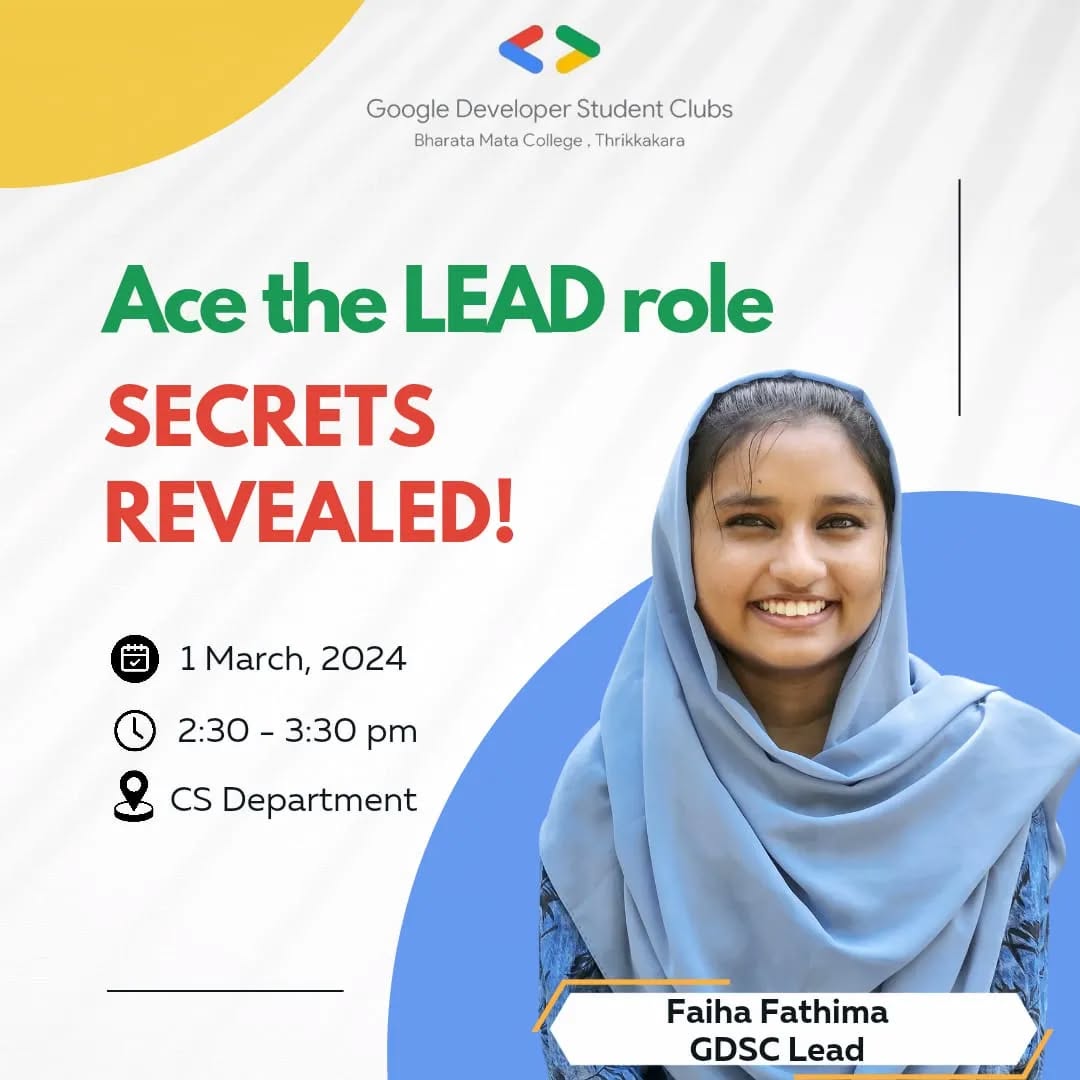 Google Developer Student Clubs
Bharata Mata College , Thrikkakara
Ace the LEAD role
SECRETS
REVEALED!
1 March, 2024
2:30 - 3:30 pm
CS Department
Faiha Fathima
GDSC Lead